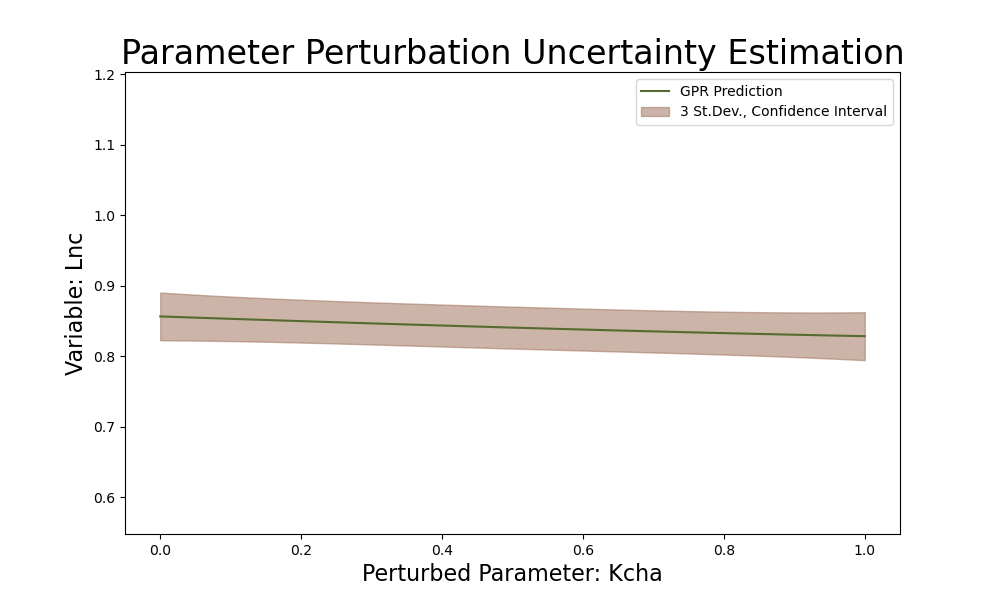 Parameter Perturbation Uncertainty Estimation
GPR Prediction
3 St.Dev., Confidence Interval
1.2
1.1
1.0
0.9
0.8
0.7
0.6
Variable: Lnc
0.0 0.2 0.4 0.6 0.8 1.0
Perturbed Parameter: Kcha